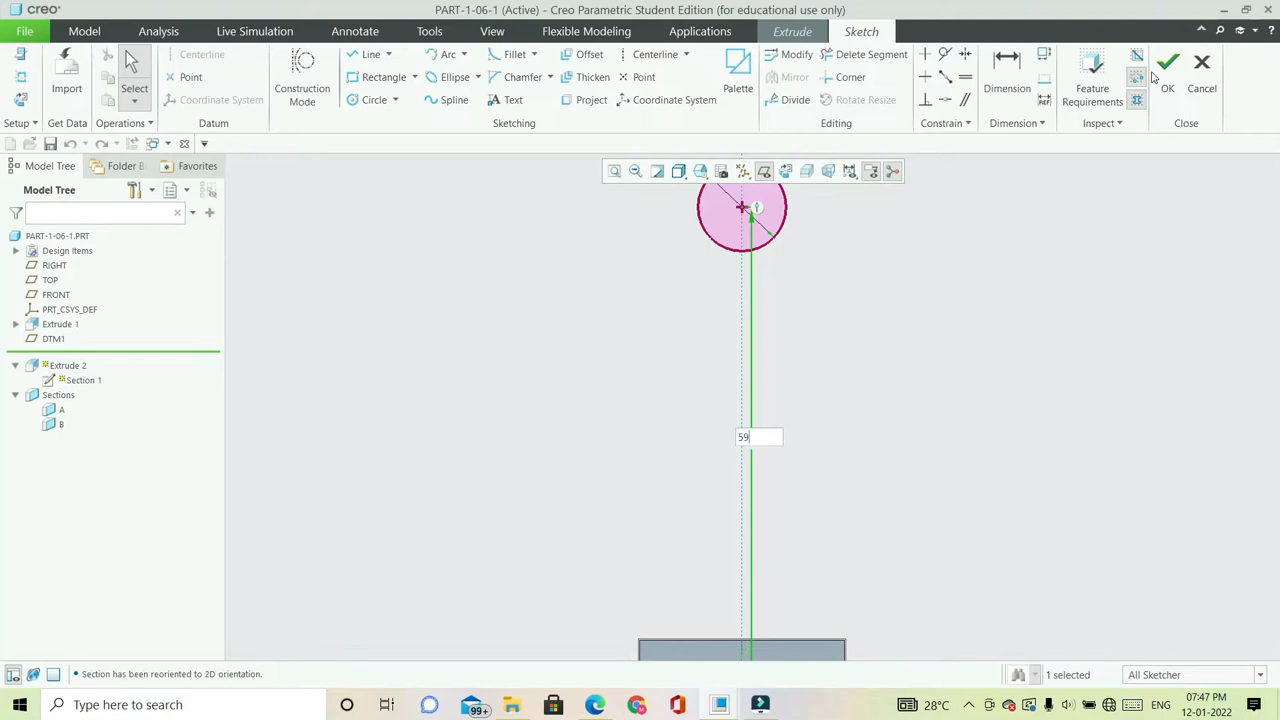 creo
PART-1-06-1 (Active) - Creo Parametric Student Edition (for educational use only)
File Model Analysis Live Simulation Annotate Tools View Flexible Modeling Applications Extrude Sketch
Import Select Centerline Point Coordinate System Construction Mode
Line Arc Fillet Offset Centerline
Rectangle Ellipse Chamfer Thicken Point
Circle Spline Text Project Coordinate System
Palette
Modify Delete Segment
Mirror Corner
Divide Rotate Resize
Dimension REF Feature Requirements OK Cancel
Setup Get Data Operations Datum Sketching Editing Constrain Dimension Inspect Close
Model Tree Folder B Favorites
Model Tree
PART-1-06-1.PRT
Design Items
RIGHT
TOP
FRONT
PRT_CSYS_DEF
Extrude 1
DTM1
Extrude 2
Section 1
Sections
A
B
59
Section has been reoriented to 2D orientation.
1 selected
All Sketcher
Type here to search
99+
28°C
ENG
07:47 PM
12-01-2022